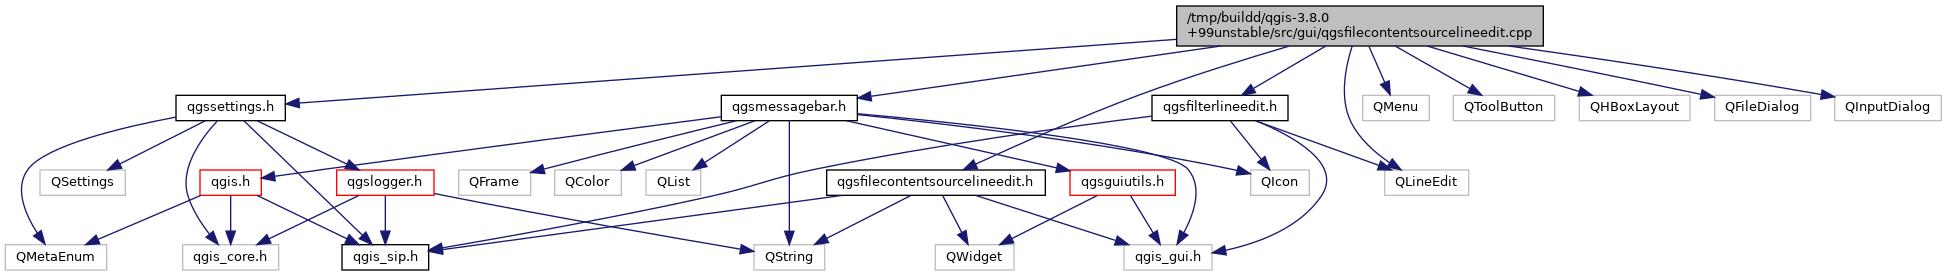 /tmp/buildd/qgis-3.8.0
+99unstable/src/gui/qgsfilecontentsourcelineedit.cpp
qgssettings.h
qgsmessagebar.h
qgsfilterlineedit.h
QMenu
QToolButton
QHBoxLayout
QFileDialog
QInputDialog
QSettings
qgis.h
qgslogger.h
QFrame
QColor
QList
qgsfilecontentsourcelineedit.h
qgsguiutils.h
QIcon
QLineEdit
QMetaEnum
qgis_core.h
qgis_sip.h
QString
QWidget
qgis_gui.h